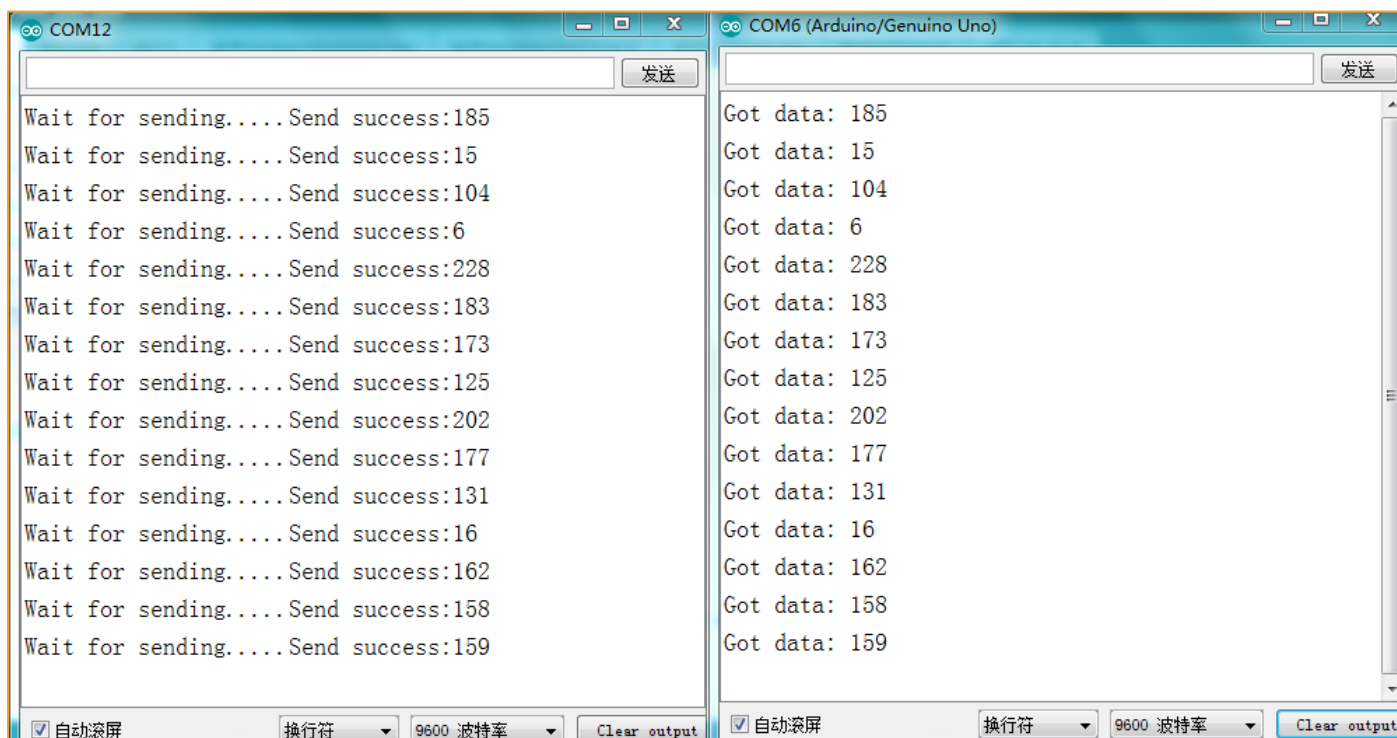 COM12
发送
Wait for sending.....Send success:185
Wait for sending.....Send success:15
Wait for sending.....Send success:104
Wait for sending.....Send success:6
Wait for sending.....Send success:228
Wait for sending.....Send success:183
Wait for sending.....Send success:173
Wait for sending.....Send success:125
Wait for sending.....Send success:202
Wait for sending.....Send success:177
Wait for sending.....Send success:131
Wait for sending.....Send success:16
Wait for sending.....Send success:162
Wait for sending.....Send success:158
Wait for sending.....Send success:159
自动滚屏 换行符 9600 波特率 Clear output
COM6 (Arduino/Genuino Uno)
发送
Got data: 185
Got data: 15
Got data: 104
Got data: 6
Got data: 228
Got data: 183
Got data: 173
Got data: 125
Got data: 202
Got data: 177
Got data: 131
Got data: 16
Got data: 162
Got data: 158
Got data: 159
自动滚屏 换行符 9600 波特率 Clear output